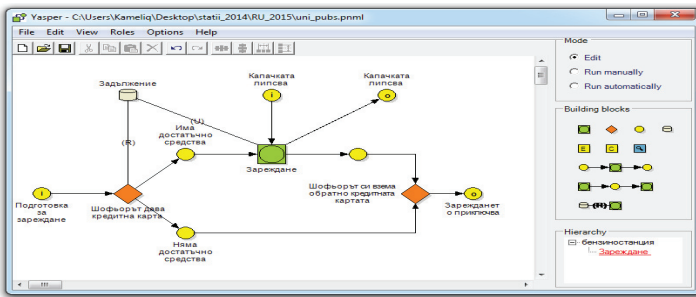 Yasper - C:\Users\Kameliq\Desktop\statii_2014\RU_2015\uni_pubs.pnml
File Edit View Roles Options Help
Mode
Edit
Run manually
Run automatically
Building blocks
E C
Hierarchy
бензиностанция
Зареждане
Задължение
Капачката
липсва
Капачката
липсва
i
o
(U)
(R)
Има
достатъчно
средства
Зареждане
i
Подготовка
за
зареждане
Шофьорът дава
кредитна карта
Шофьорът си взема
обратно кредитната
картата
o
Зареждането
о приключва
Няма
достатъчно
средства